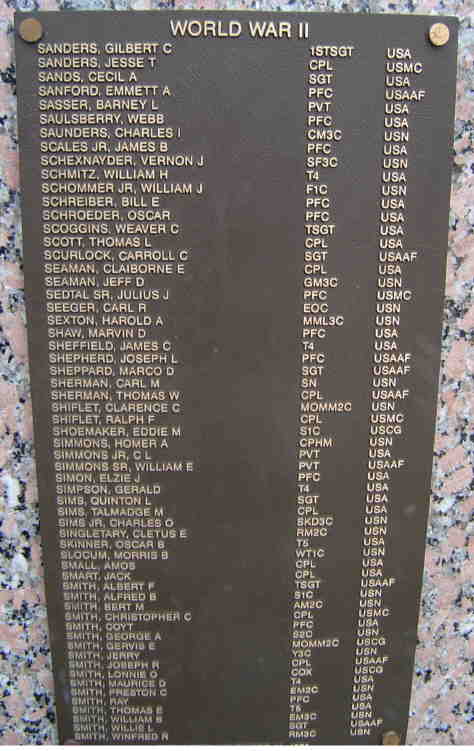 WORLD WAR II
SANDERS, GILBERT C 1STSGT USA
SANDERS, JESSE T CPL USMC
SANDS, CECIL A SGT USA
SANFORD, EMMETT A PFC USAAF
SASSER, BARNEY L PVT USA
SAULSBERRY, WEBB PFC USA
SAUNDERS, CHARLES I CM3C USN
SCALES JR, JAMES B PFC USA
SCHEXNAYDER, VERNON J SF3C USN
SCHMITZ, WILLIAM H T4 USA
SCHOMMER JR, WILLIAM J F1C USN
SCHREIBER, BILL E PFC USA
SCHROEDER, OSCAR PFC USA
SCOGGINS, WEAVER C TSGT USA
SCOTT, THOMAS L CPL USA
SCURLOCK, CARROLL C SGT USAAF
SEAMAN, CLAIBORNE E CPL USA
SEAMAN, JEFF D GM3C USN
SEDTAL SR, JULIUS J PFC USMC
SEEGER, CARL R EOC USN
SEXTON, HAROLD A MML3C USN
SHAW, MARVIN D PFC USA
SHEFFIELD, JAMES C T4 USA
SHEPHERD, JOSEPH L PFC USAAF
SHEPPARD, MARCO D SGT USAAF
SHERMAN, CARL M SN USN
SHERMAN, THOMAS W CPL USAAF
SHIFLET, CLARENCE C MOMM2C USN
SHIFLET, RALPH F CPL USMC
SHOEMAKER, EDDIE M S1C USCG
SIMMONS, HOMER A CPHM USN
SIMMONS JR, C L PVT USA
SIMMONS SR, WILLIAM E PVT USAAF
SIMON, ELZIE J PFC USA
SIMPSON, GERALD T4 USA
SIMS, QUINTON L SGT USA
SIMS, TALMADGE M CPL USA
SIMS JR, CHARLES O SKD3C USN
SINGLETARY, CLETUS E RM2C USN
SKINNER, OSCAR B T5 USA
SLOCUM, MORRIS B WT1C USN
SMALL, AMOS CPL USA
SMART, JACK CPL USA
SMITH, ALBERT F TSGT USAAF
SMITH, ALFRED B S1C USN
SMITH, BERT M AM2C USN
SMITH, CHRISTOPHER C CPL USMC
SMITH, COYT PFC USA
SMITH, GEORGE A S2C USN
SMITH, GERVIS E MOMM2C USCG
SMITH, JERRY Y3C USN
SMITH, JOSEPH R CPL USAAF
SMITH, LONNIE O COX USCG
SMITH, MAURICE D T4 USA
SMITH, PRESTON C EM2C USN
SMITH, RAY PFC USA
SMITH, THOMAS E T5 USA
SMITH, WILLIAM B EM3C USN
SMITH, WILLIE L SGT USAAF
SMITH, WINFRED R RM3C USN